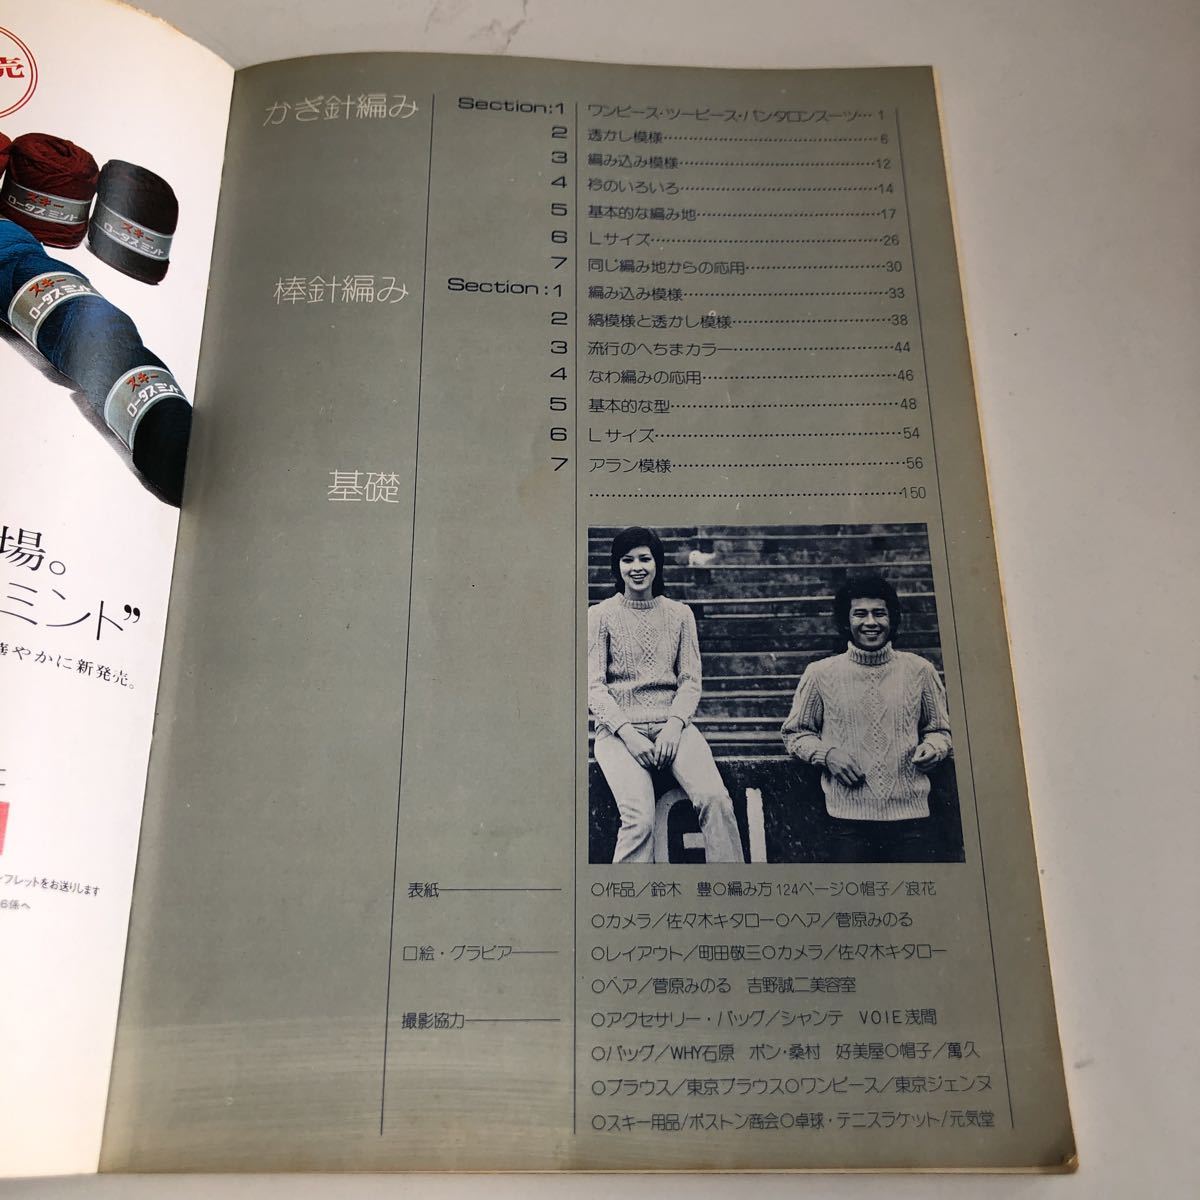 売
スキー
ロータスミント
スキー
ロータスミント
スキー
ロータスミント
スキー
ロータスミント
場。
ミント”
華やかに新発売。
ンフレットをお送りします
6係へ
かぎ針編み
Section:1 ワンピース・ツーピース・パンタロンスーツ…1
2 透かし模様……6
3 編み込み模様……12
4 衿のいろいろ……14
5 基本的な編み地……17
6 Lサイズ……26
7 同じ編み地からの応用……30
棒針編み
Section:1 編み込み模様……33
2 縞模様と透かし模様……38
3 流行のへちまカラー……44
4 なわ編みの応用……46
5 基本的な型……48
6 Lサイズ……54
7 アラン模様……56
基礎
……150
表紙――○作品/鈴木 豊○編み方124ページ○帽子/浪花
○カメラ/佐々木キタロー○ヘア/菅原みのる
口絵・グラビア――○レイアウト/町田敬三○カメラ/佐々木キタロー
○ヘア/菅原みのる 吉野誠二美容室
撮影協力――○アクセサリー・バッグ/シャンテ VOIE浅間
○バッグ/WHY石原 ボン・桑村 好美屋○帽子/萬久
○ブラウス/東京ブラウス○ワンピース/東京ジェンヌ
○スキー用品/ボストン商会○卓球・テニスラケット/元気堂